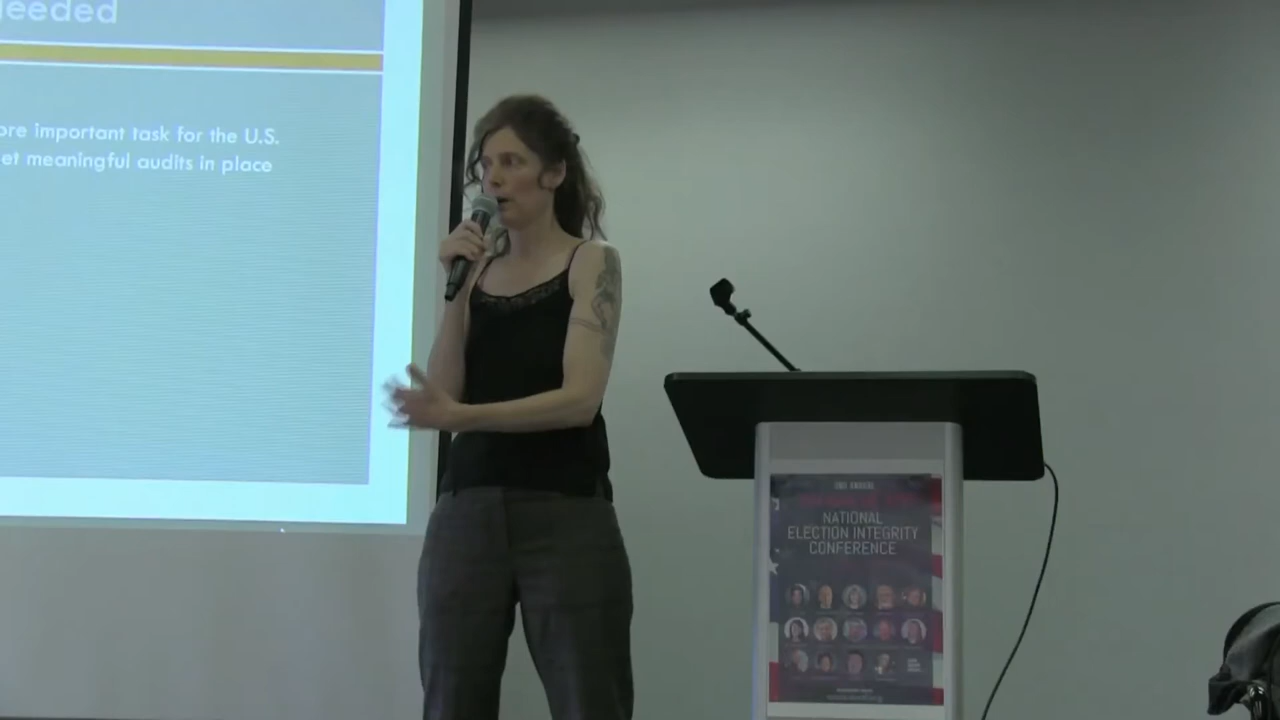 eeded
ore important task for the U.S.
et meaningful audits in place
NATIONAL
ELECTION INTEGRITY
CONFERENCE